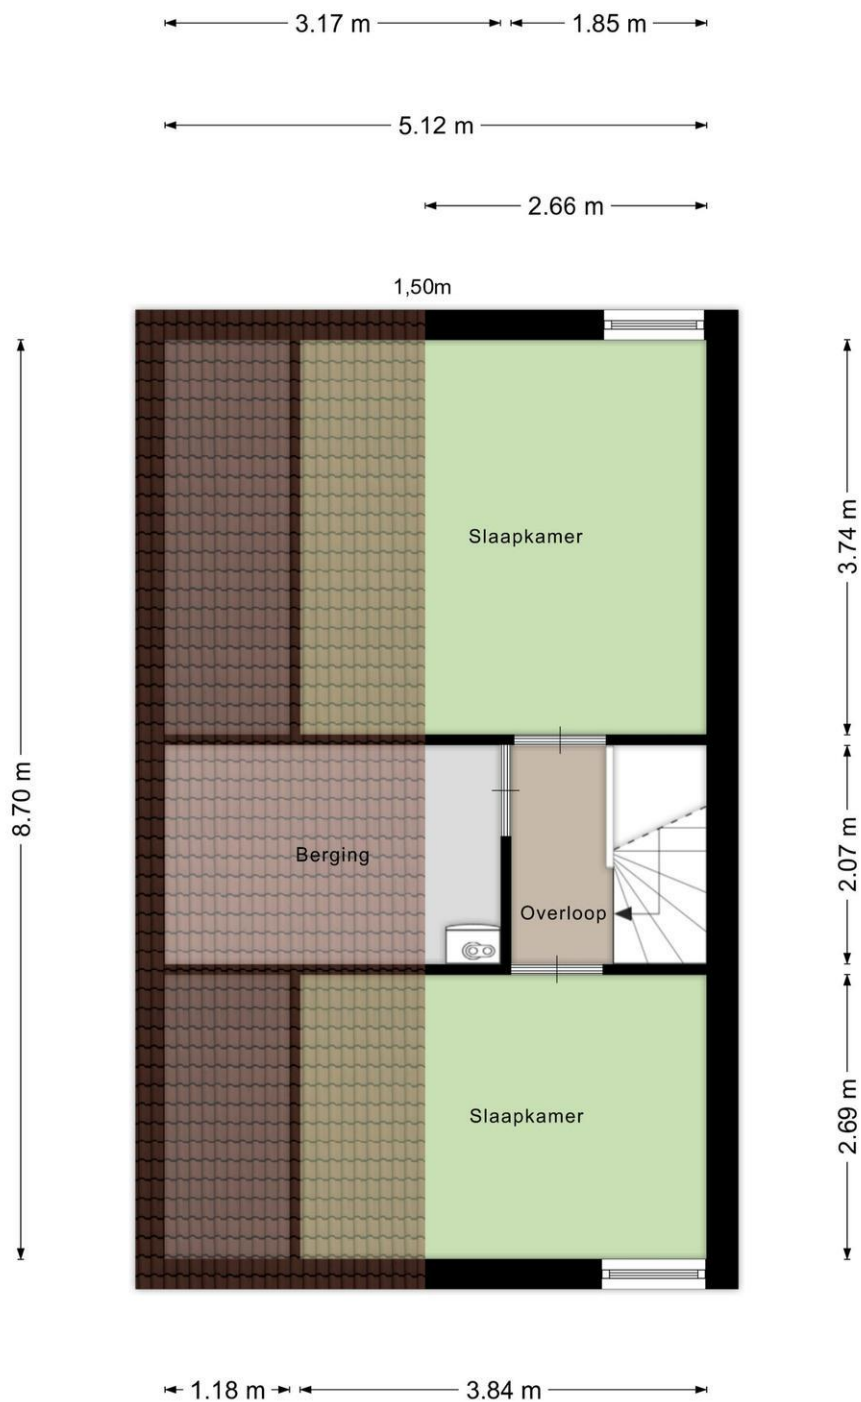 3.17 m 1.85 m
5.12 m
2.66 m
1,50m
Slaapkamer
3.74 m
8.70 m
Berging
2.07 m
Overloop
Slaapkamer
2.69 m
1.18 m 3.84 m